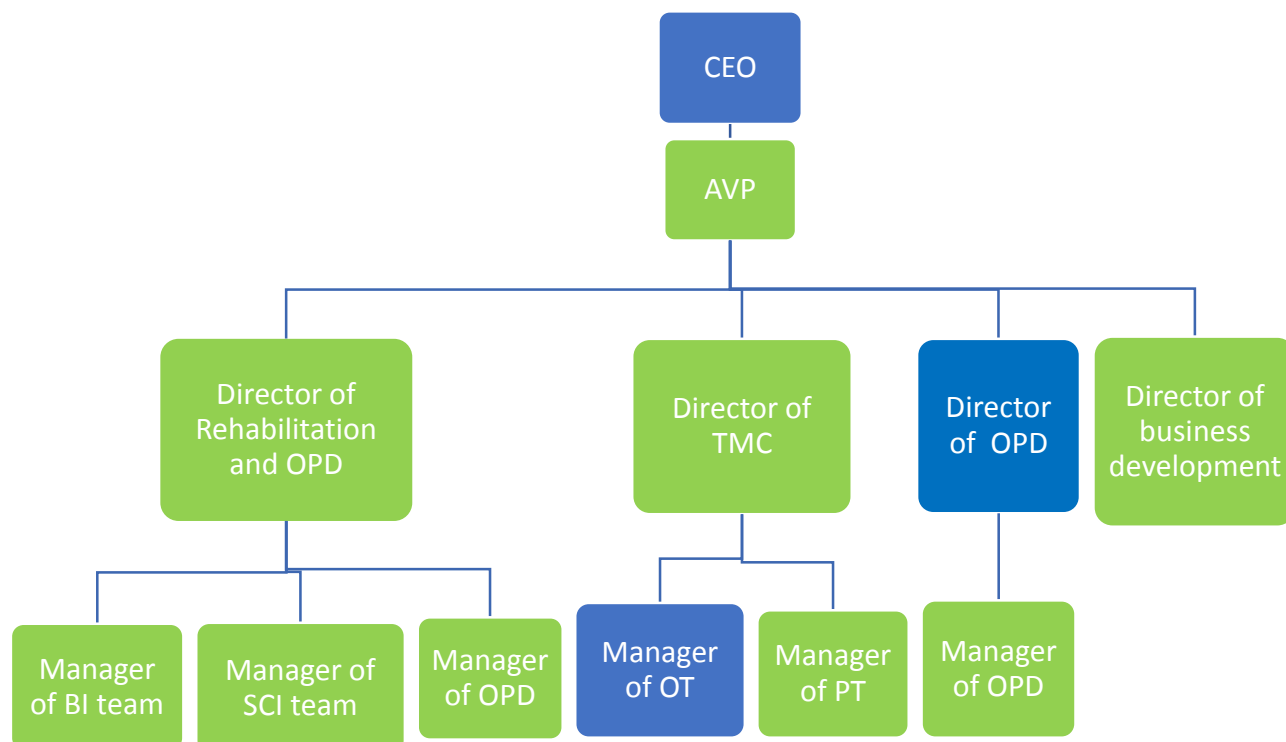 CEO
AVP
Director of
Rehabilitation
and OPD
Director of
TMC
Director
of OPD
Director of
business
development
Manager
of BI team
Manager of
SCI team
Manager
of OPD
Manager
of OT
Manager
of PT
Manager
of OPD